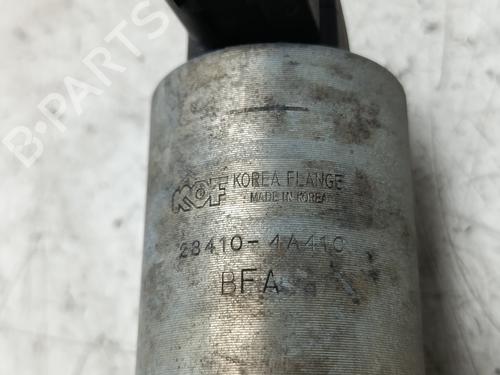 B-PARTS
KOF KOREA FLANGE
MADE IN KOREA
28410-4A410
BFA